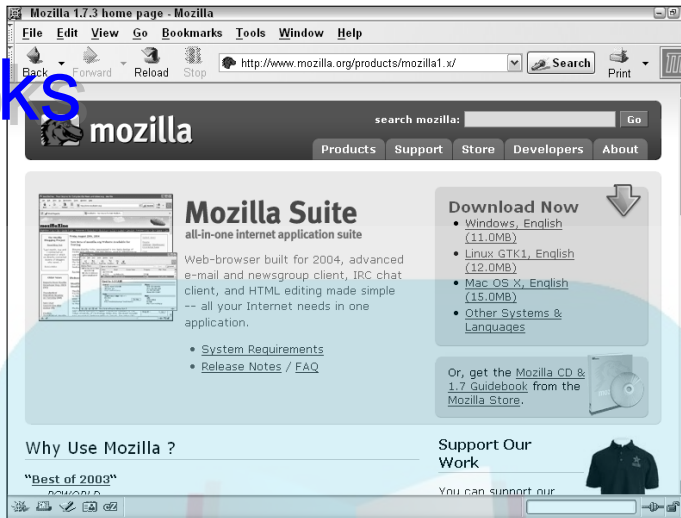 Mozilla 1.7.3 home page - Mozilla
File Edit View Go Bookmarks Tools Window Help
Back Forward Reload Stop http://www.mozilla.org/products/mozilla1.x/ Search Print
ks
mozilla
search mozilla: Go
Products Support Store Developers About
Mozilla Suite
all-in-one internet application suite
Web-browser built for 2004, advanced
e-mail and newsgroup client, IRC chat
client, and HTML editing made simple
-- all your Internet needs in one
application.
• System Requirements
• Release Notes / FAQ
Download Now
• Windows, English
(11.0MB)
• Linux GTK1, English
(12.0MB)
• Mac OS X, English
(15.0MB)
• Other Systems &
Languages
Or, get the Mozilla CD &
1.7 Guidebook from the
Mozilla Store.
Why Use Mozilla ?
"Best of 2003"
PCWORLD
Support Our
Work
You can support our